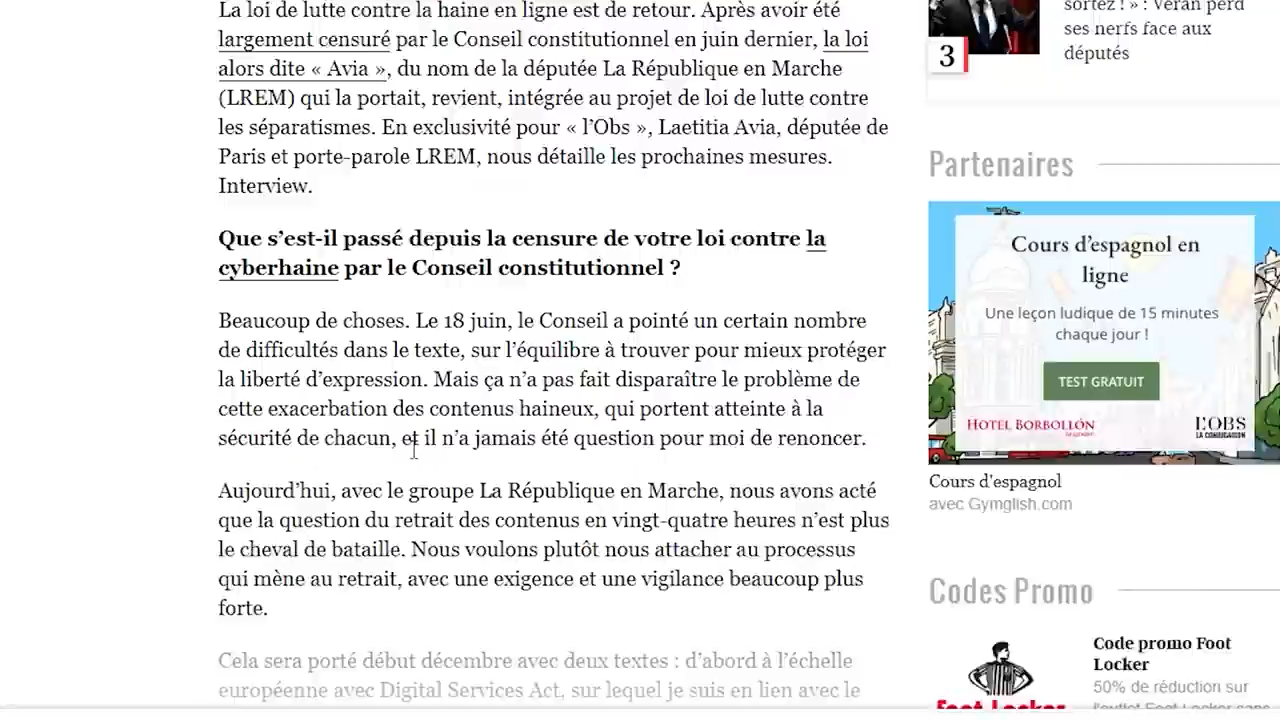 La loi de lutte contre la haine en ligne est de retour. Après avoir été
largement censuré par le Conseil constitutionnel en juin dernier, la loi
alors dite « Avia », du nom de la députée La République en Marche
(LREM) qui la portait, revient, intégrée au projet de loi de lutte contre
les séparatismes. En exclusivité pour « l’Obs », Laetitia Avia, députée de
Paris et porte-parole LREM, nous détaille les prochaines mesures.
Interview.
Que s’est-il passé depuis la censure de votre loi contre la
cyberhaine par le Conseil constitutionnel ?
Beaucoup de choses. Le 18 juin, le Conseil a pointé un certain nombre
de difficultés dans le texte, sur l’équilibre à trouver pour mieux protéger
la liberté d’expression. Mais ça n’a pas fait disparaître le problème de
cette exacerbation des contenus haineux, qui portent atteinte à la
sécurité de chacun, et il n’a jamais été question pour moi de renoncer.
Aujourd’hui, avec le groupe La République en Marche, nous avons acté
que la question du retrait des contenus en vingt-quatre heures n’est plus
le cheval de bataille. Nous voulons plutôt nous attacher au processus
qui mène au retrait, avec une exigence et une vigilance beaucoup plus
forte.
Cela sera porté début décembre avec deux textes : d’abord à l’échelle
européenne avec Digital Services Act, sur lequel je suis en lien avec le
sortez ! » : Véran perd
ses nerfs face aux
députés
3
Partenaires
Cours d’espagnol en
ligne
Une leçon ludique de 15 minutes
chaque jour !
TEST GRATUIT
HOTEL BORBOLLÓN
L’OBS
Cours d'espagnol
avec Gymglish.com
Codes Promo
Code promo Foot
Locker
50% de réduction sur
l'outlet Foot Locker sans
Foot Locker